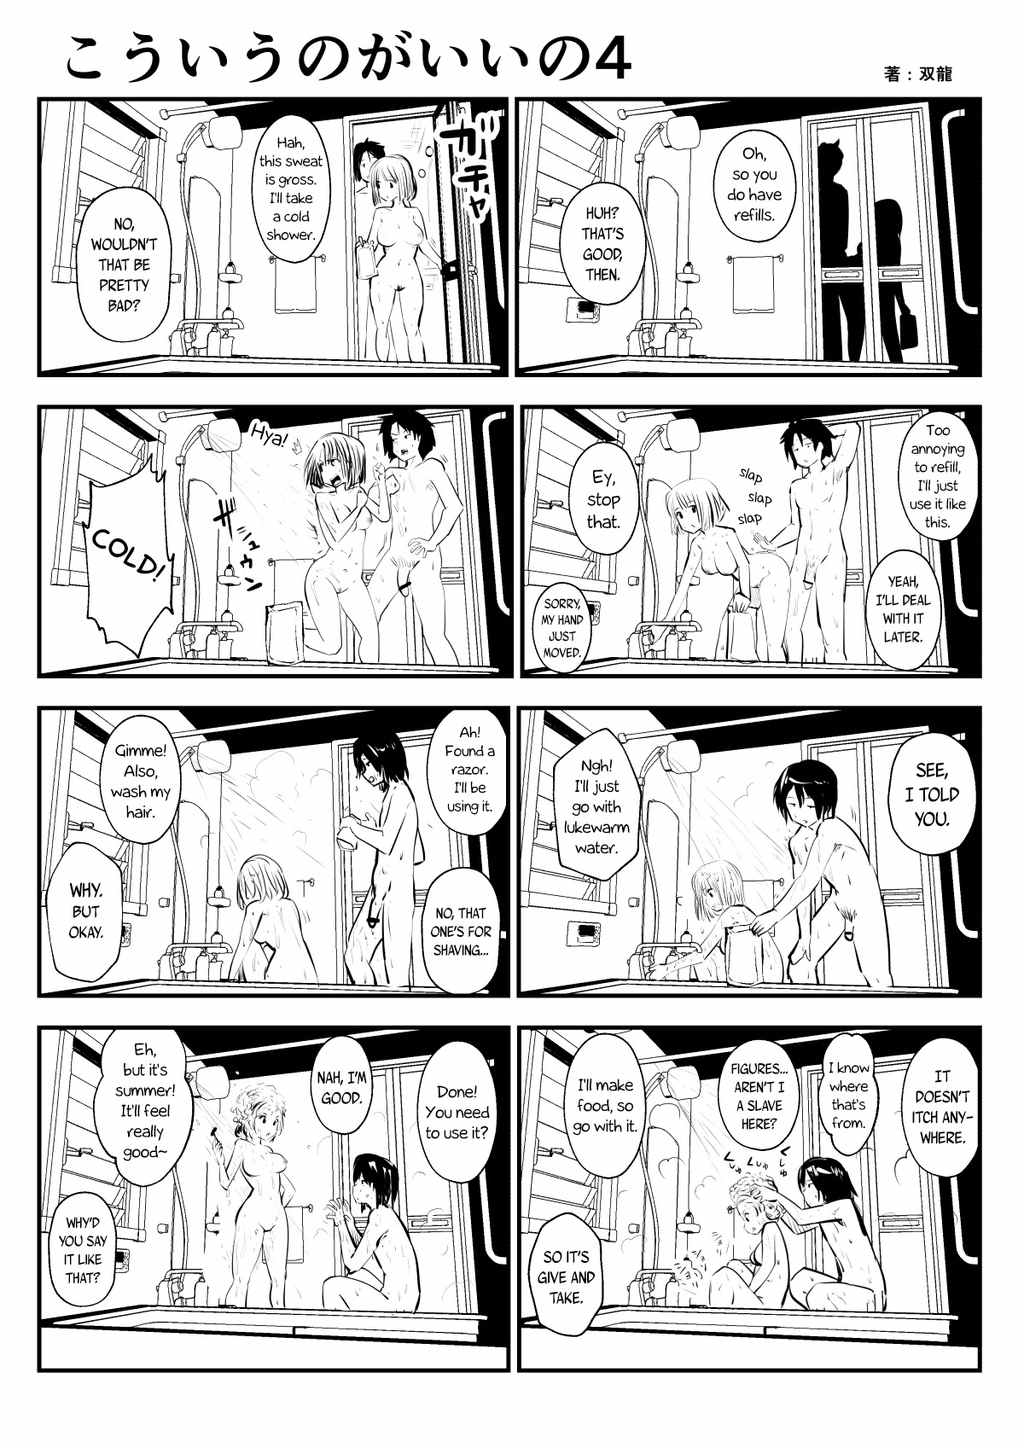 こういうのがいいの4
著：双龍
Oh,
so you
do have
refills.
HUH?
THAT'S
GOOD,
THEN.
ガチャ
Hah,
this sweat
is gross.
I'll take
a cold
shower.
NO,
WOULDN'T
THAT BE
PRETTY
BAD?
Too
annoying
to refill,
I'll just
use it like
this.
YEAH,
I'LL DEAL
WITH IT
LATER.
slap
slap
slap
Ey,
stop
that.
SORRY,
MY HAND
JUST
MOVED.
Hya!
COLD!
SEE,
I TOLD
YOU.
Ngh!
I'll just
go with
lukewarm
water.
Ah!
Found a
razor.
I'll be
using it.
NO, THAT
ONE'S FOR
SHAVING...
Gimme!
Also,
wash my
hair.
WHY.
BUT
OKAY.
IT
DOESN'T
ITCH ANY-
WHERE.
I know
where
that's
from.
FIGURES...
AREN'T I
A SLAVE
HERE?
I'll make
food, so
go with it.
SO IT'S
GIVE AND
TAKE.
Done!
You need
to use it?
NAH, I'M
GOOD.
Eh,
but it's
summer!
It'll feel
really
good~
WHY'D
YOU SAY
IT LIKE
THAT?